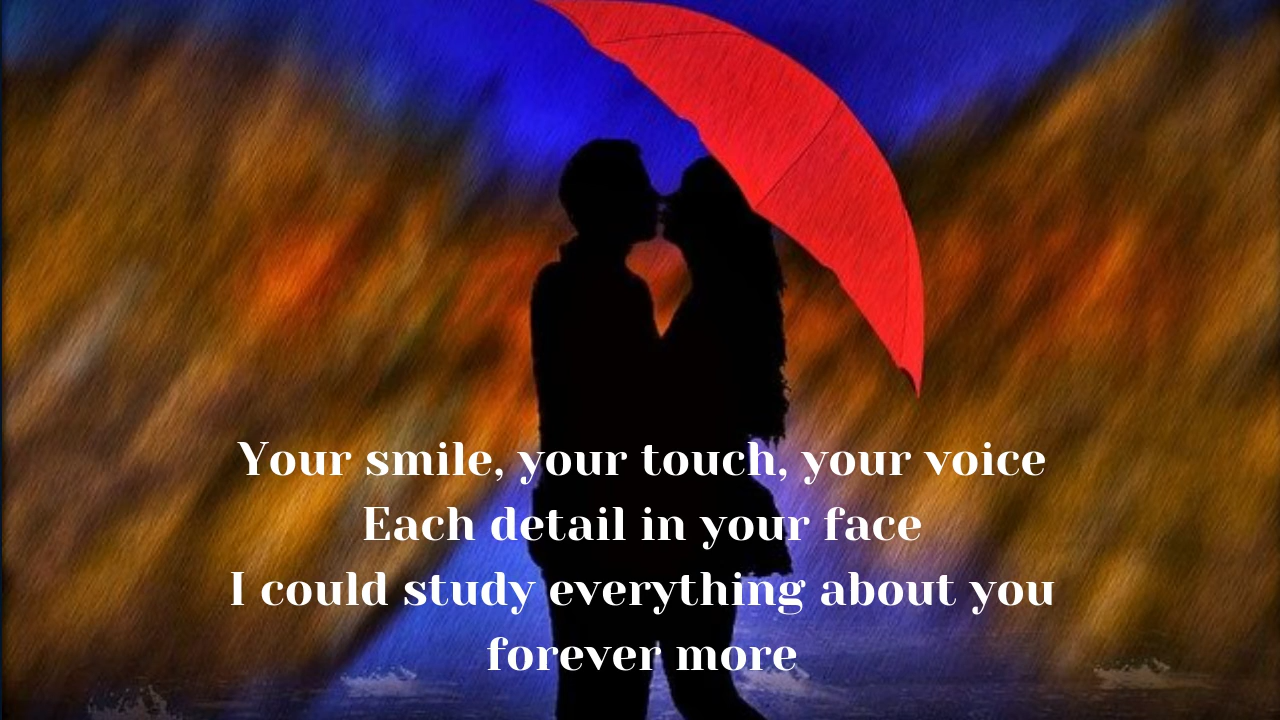 Your smile, your touch, your voice
Each detail in your face
I could study everything about you
forever more